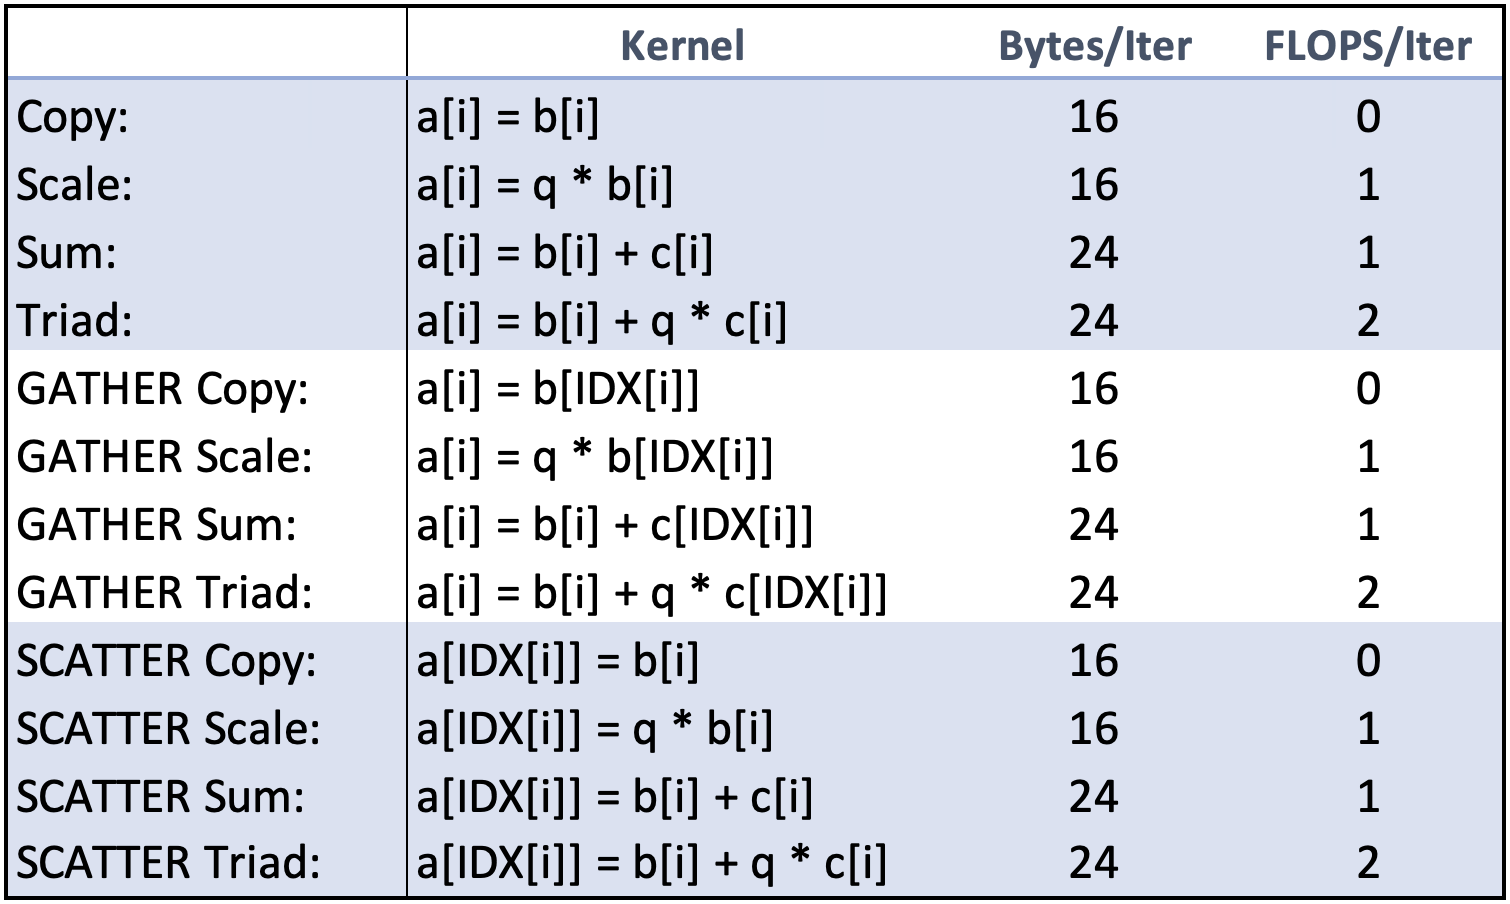 Kernel Bytes/Iter FLOPS/Iter
Copy: a[i] = b[i] 16 0
Scale: a[i] = q * b[i] 16 1
Sum: a[i] = b[i] + c[i] 24 1
Triad: a[i] = b[i] + q * c[i] 24 2
GATHER Copy: a[i] = b[IDX[i]] 16 0
GATHER Scale: a[i] = q * b[IDX[i]] 16 1
GATHER Sum: a[i] = b[i] + c[IDX[i]] 24 1
GATHER Triad: a[i] = b[i] + q * c[IDX[i]] 24 2
SCATTER Copy: a[IDX[i]] = b[i] 16 0
SCATTER Scale: a[IDX[i]] = q * b[i] 16 1
SCATTER Sum: a[IDX[i]] = b[i] + c[i] 24 1
SCATTER Triad: a[IDX[i]] = b[i] + q * c[i] 24 2